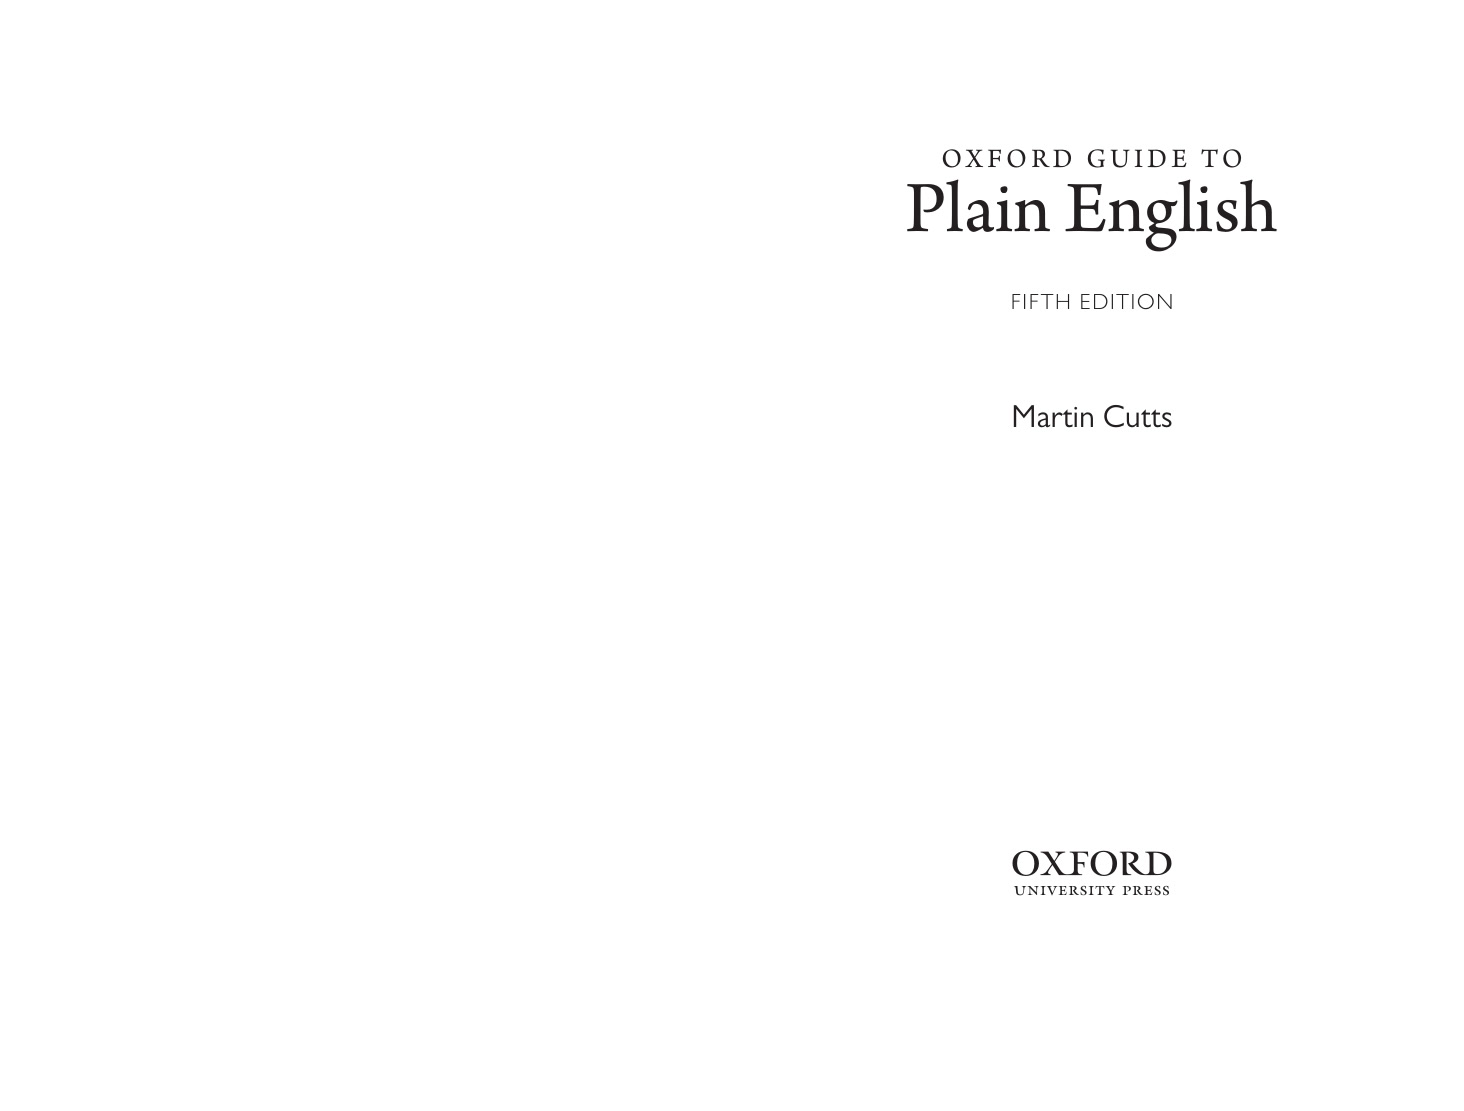 OXFORD GUIDE TO
Plain English
FIFTH EDITION
Martin Cutts
OXFORD
UNIVERSITY PRESS